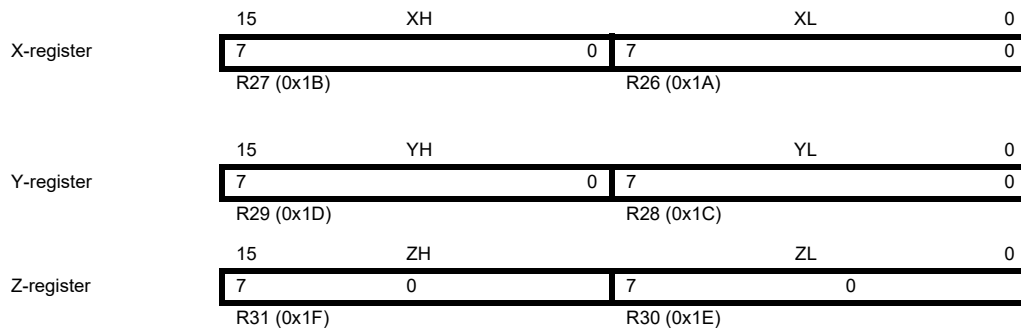 15 XH XL 0
X-register 7 0 7 0
R27 (0x1B) R26 (0x1A)
15 YH YL 0
Y-register 7 0 7 0
R29 (0x1D) R28 (0x1C)
15 ZH ZL 0
Z-register 7 0 7 0
R31 (0x1F) R30 (0x1E)